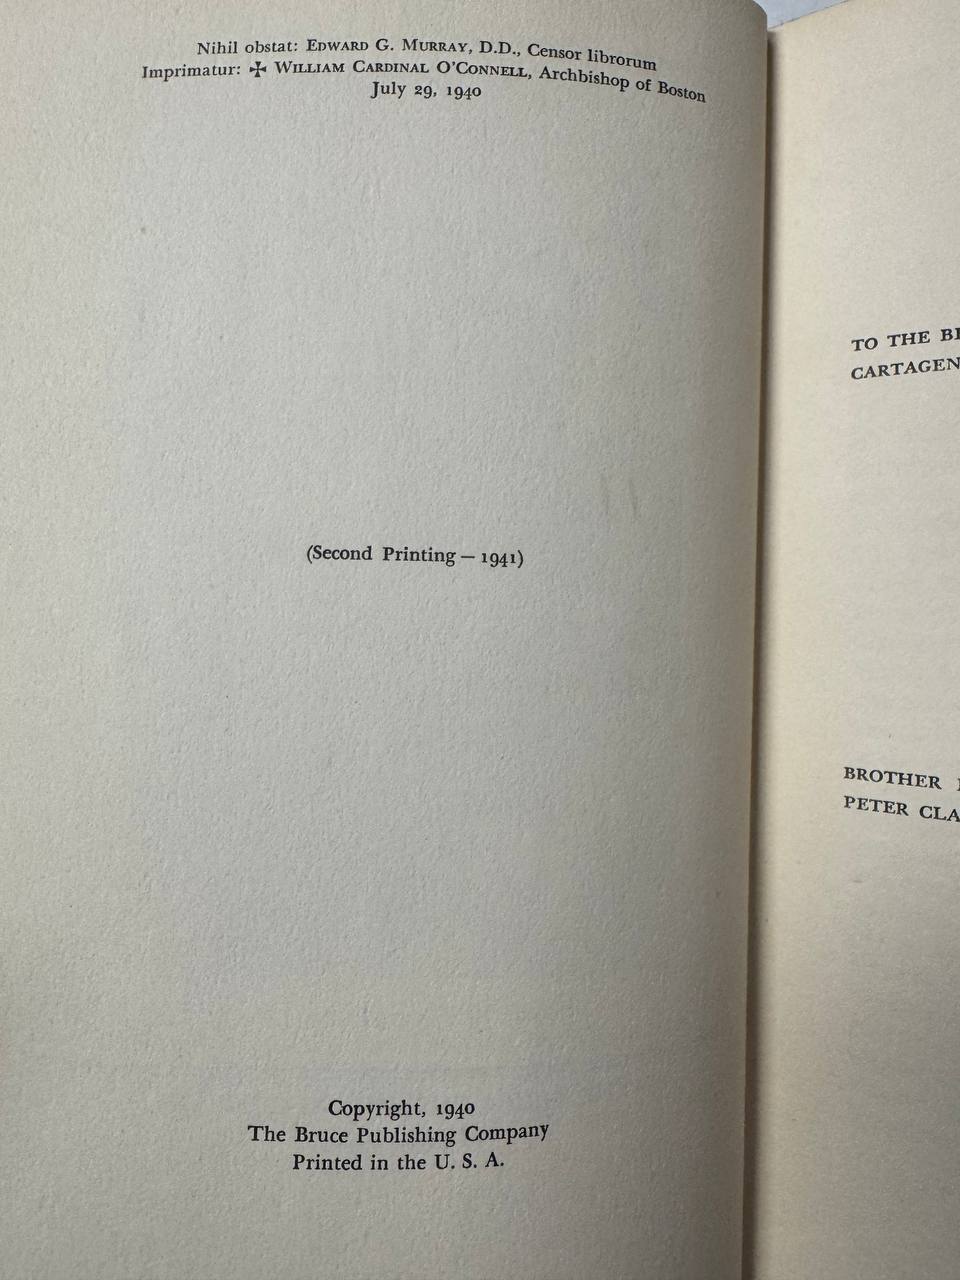 Nihil obstat: EDWARD G. MURRAY, D.D., Censor librorum
Imprimatur: ✠ WILLIAM CARDINAL O'CONNELL, Archbishop of Boston
July 29, 1940
(Second Printing — 1941)
Copyright, 1940
The Bruce Publishing Company
Printed in the U. S. A.
TO THE
CARTAGEN
BROTHER
PETER CLA